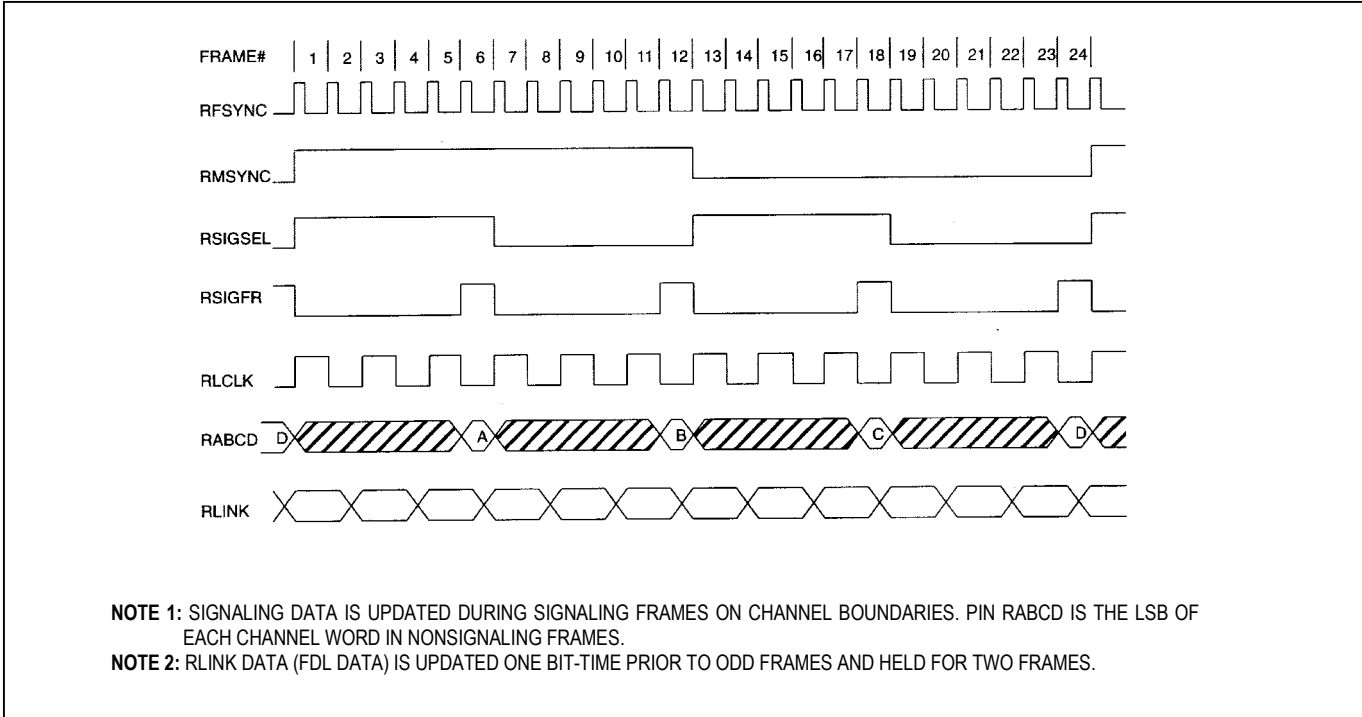 FRAME# 1 2 3 4 5 6 7 8 9 10 11 12 13 14 15 16 17 18 19 20 21 22 23 24
RFSYNC
RMSYNC
RSIGSEL
RSIGFR
RLCLK
RABCD D A B C D
RLINK
NOTE 1: SIGNALING DATA IS UPDATED DURING SIGNALING FRAMES ON CHANNEL BOUNDARIES. PIN RABCD IS THE LSB OF
EACH CHANNEL WORD IN NONSIGNALING FRAMES.
NOTE 2: RLINK DATA (FDL DATA) IS UPDATED ONE BIT-TIME PRIOR TO ODD FRAMES AND HELD FOR TWO FRAMES.